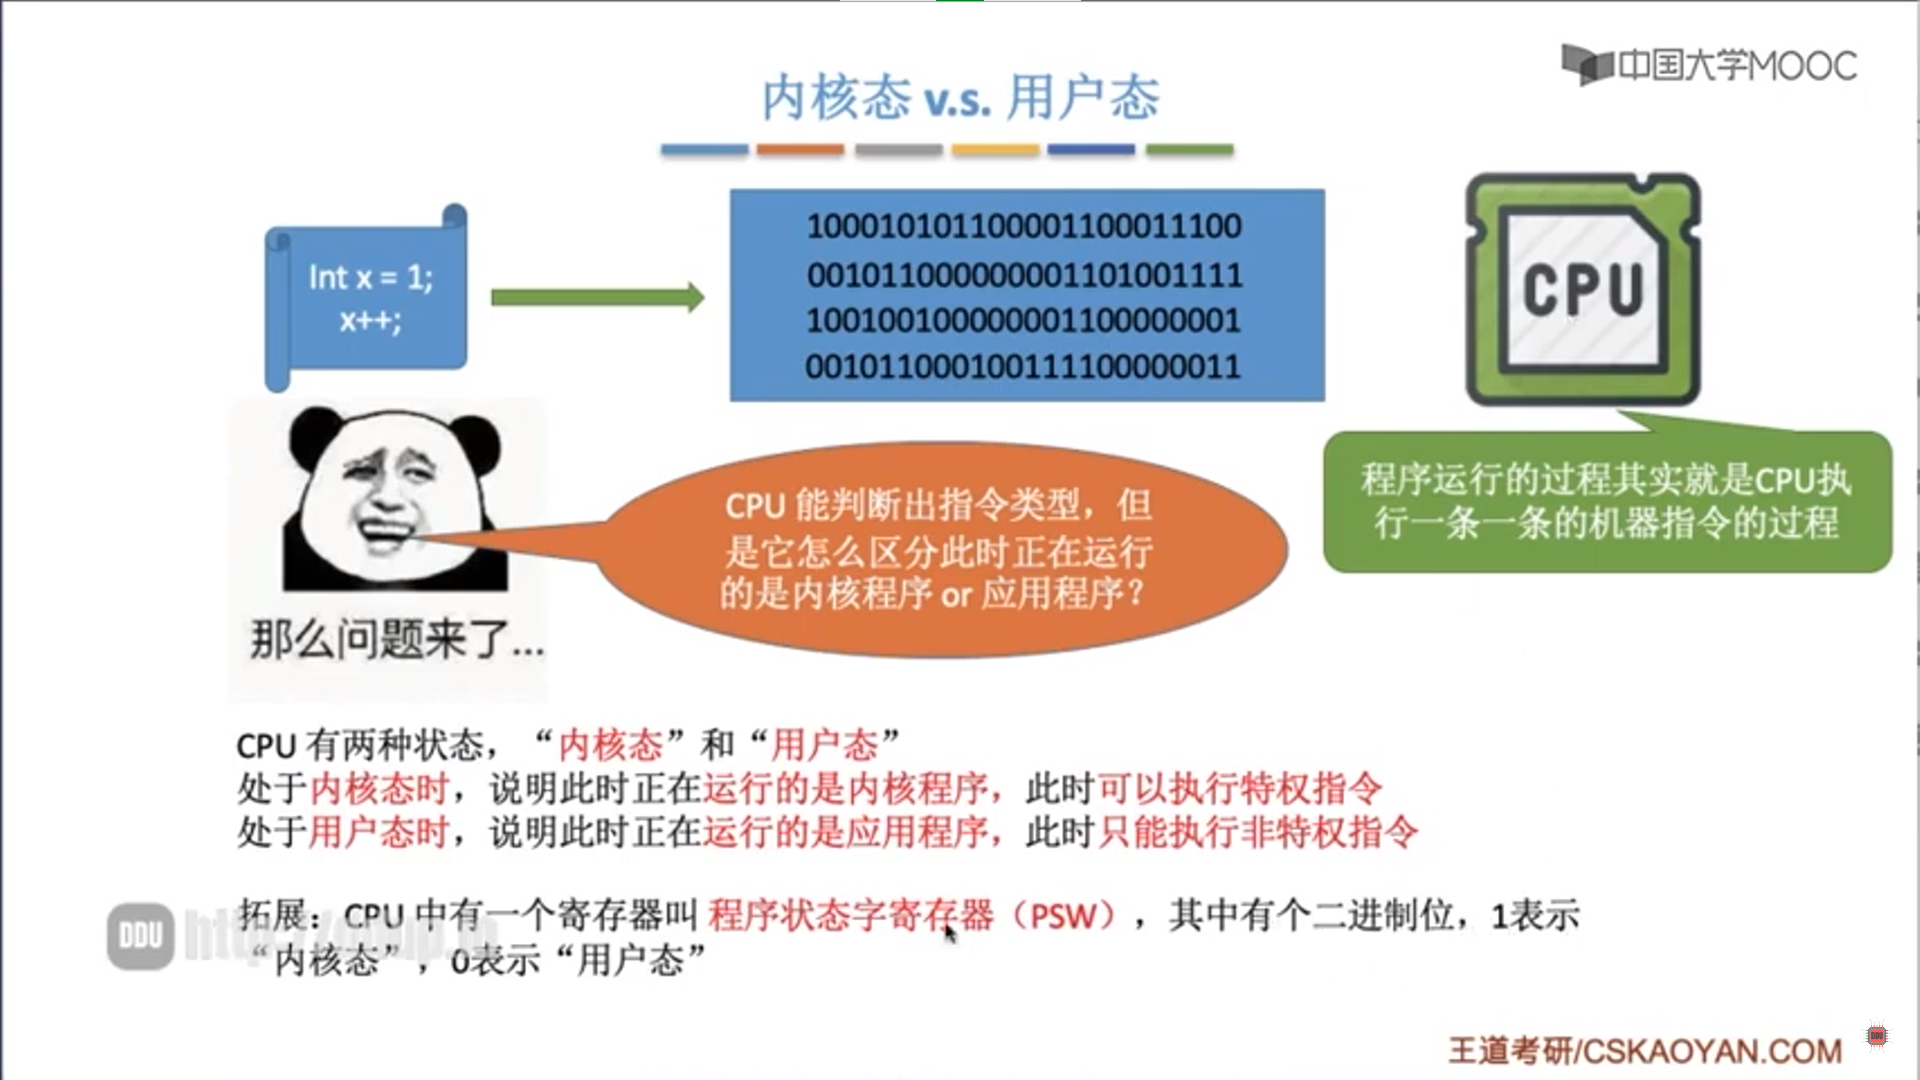 中国大学MOOC
内核态 v.s. 用户态
Int x = 1;
x++;
100010101100001100011100
0010110000000001101001111
1001001000000001100000001
0010110001001111100000011
CPU
程序运行的过程其实就是CPU执
行一条一条的机器指令的过程
CPU 能判断出指令类型，但
是它怎么区分此时正在运行
的是内核程序 or 应用程序？
那么问题来了...
CPU 有两种状态，“内核态”和“用户态”
处于内核态时，说明此时正在运行的是内核程序，此时可以执行特权指令
处于用户态时，说明此时正在运行的是应用程序，此时只能执行非特权指令
拓展：CPU 中有一个寄存器叫 程序状态字寄存器（PSW），其中有个二进制位，1表示
“内核态”，0表示“用户态”
DDU
王道考研/CSKAOYAN.COM